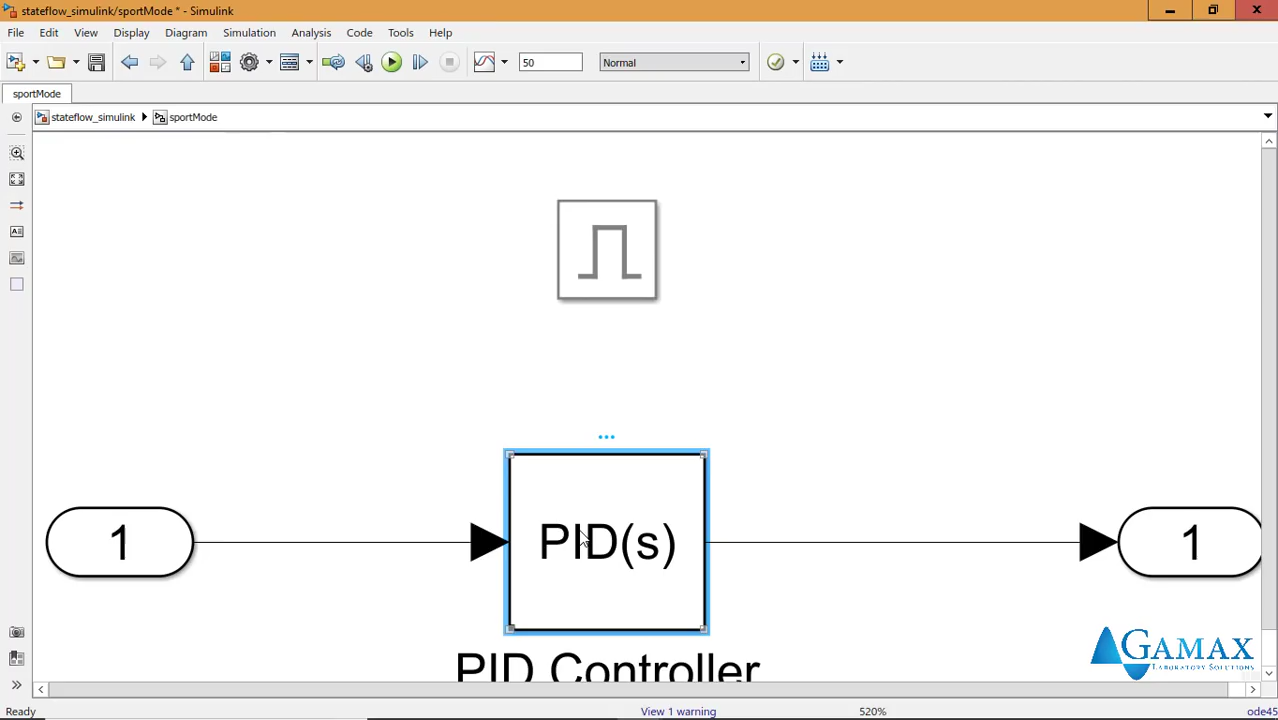 stateflow_simulink/sportMode * - Simulink
File Edit View Display Diagram Simulation Analysis Code Tools Help
50 Normal
sportMode
stateflow_simulink sportMode
1 PID(s) 1
PID Controller
GAMAX
LABORATORY SOLUTIONS
Ready View 1 warning 520% ode45